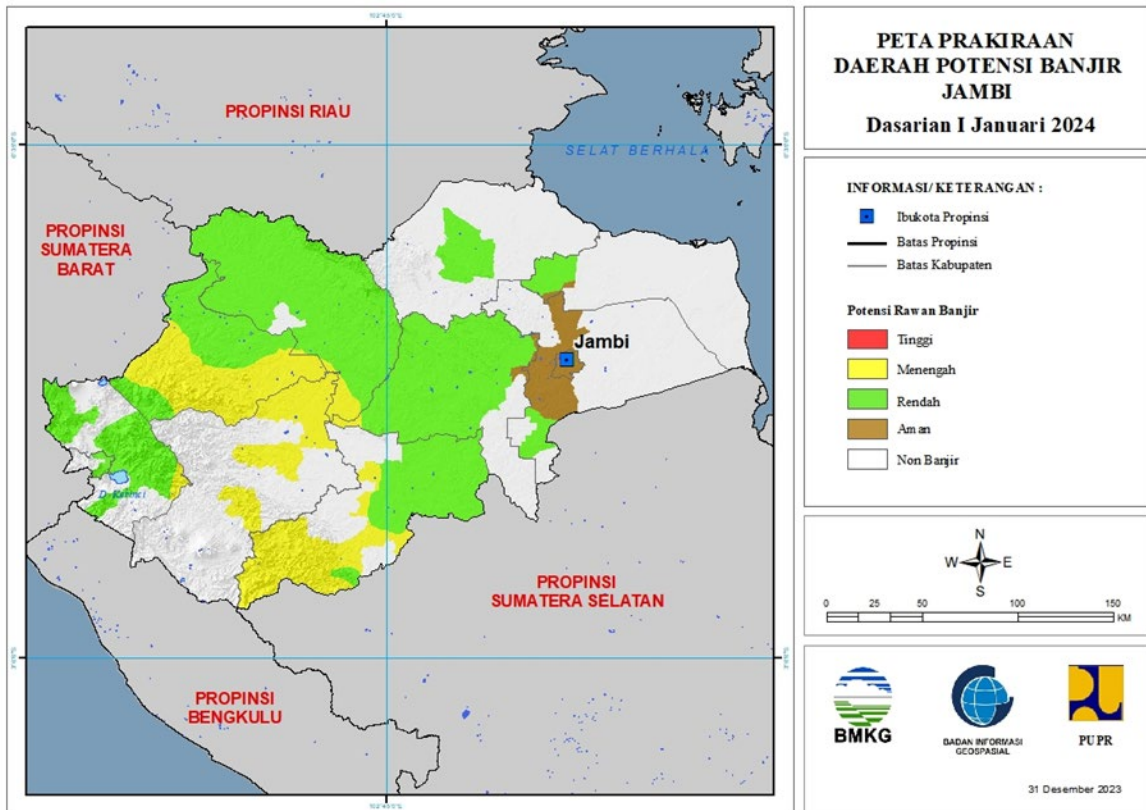 PETA PRAKIRAAN
DAERAH POTENSI BANJIR
JAMBI
Dasarian I Januari 2024
INFORMASI/ KETERANGAN :
Ibukota Propinsi
Batas Propinsi
Batas Kabupaten
Potensi Rawan Banjir
Tinggi
Menengah
Rendah
Aman
Non Banjir
PROPINSI RIAU
SELAT BERHALA
PROPINSI
SUMATERA
BARAT
Jambi
D. Kerinci
PROPINSI
SUMATERA SELATAN
PROPINSI
BENGKULU
N
W E
S
0 25 50 100 150
KM
BMKG
BADAN INFORMASI
GEOSPASIAL
PUPR
31 Desember 2023